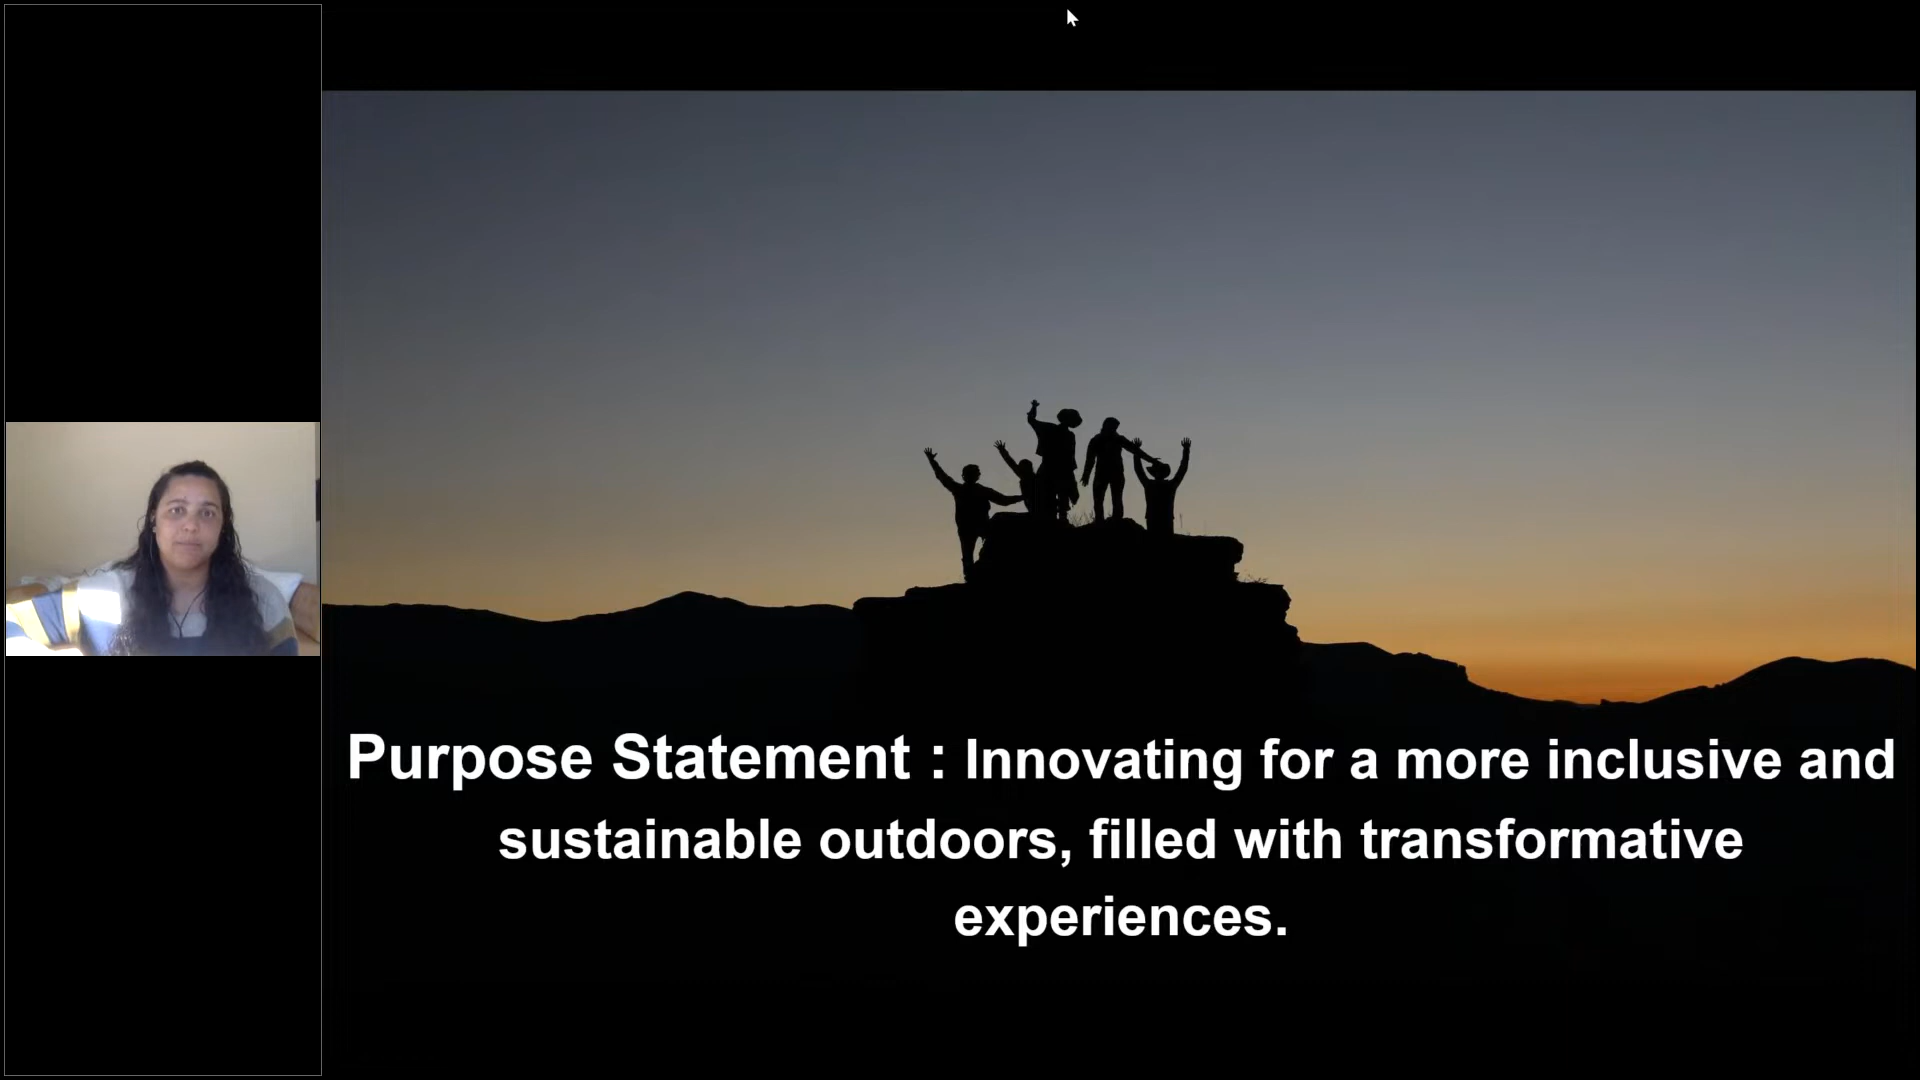 Purpose Statement : Innovating for a more inclusive and
sustainable outdoors, filled with transformative
experiences.